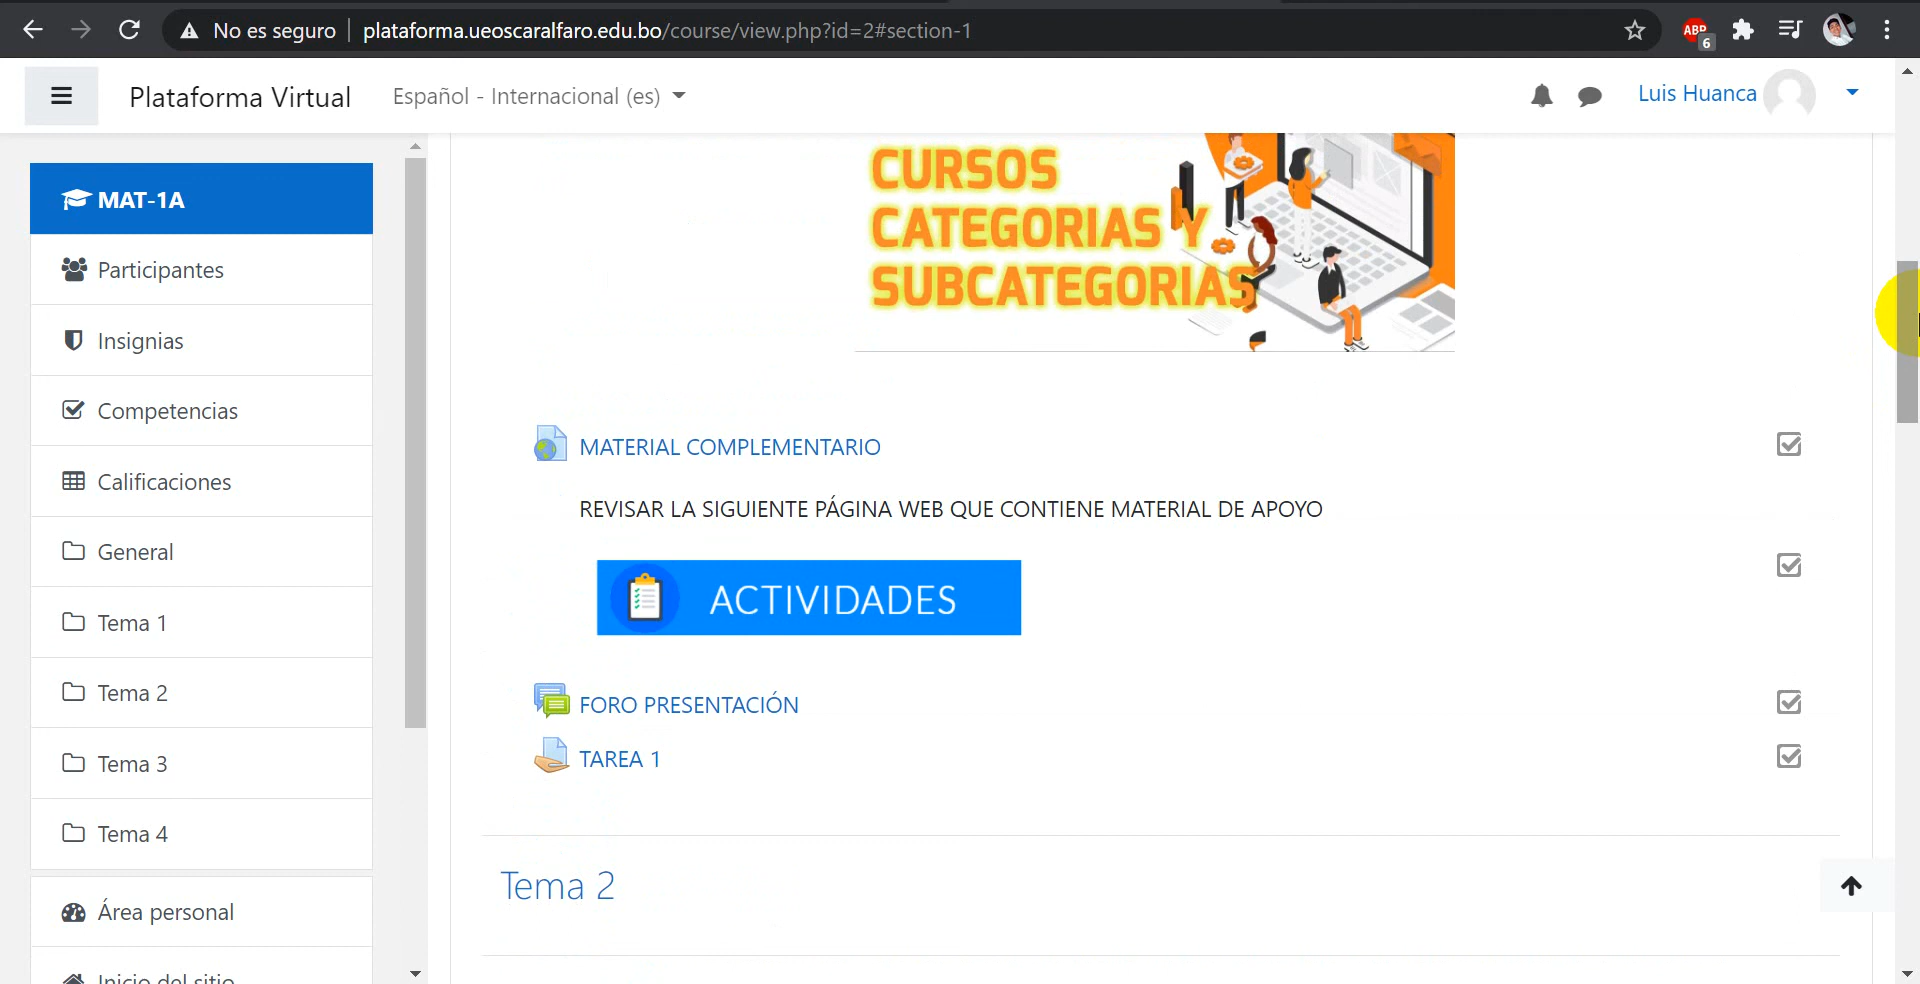 No es seguro
plataforma.ueoscaralfaro.edu.bo/course/view.php?id=2#section-1
ABP
6
Plataforma Virtual
Español - Internacional (es)
Luis Huanca
MAT-1A
Participantes
Insignias
Competencias
Calificaciones
General
Tema 1
Tema 2
Tema 3
Tema 4
Área personal
Inicio del sitio
CURSOS
CATEGORIAS Y
SUBCATEGORIAS
MATERIAL COMPLEMENTARIO
REVISAR LA SIGUIENTE PÁGINA WEB QUE CONTIENE MATERIAL DE APOYO
ACTIVIDADES
FORO PRESENTACIÓN
TAREA 1
Tema 2